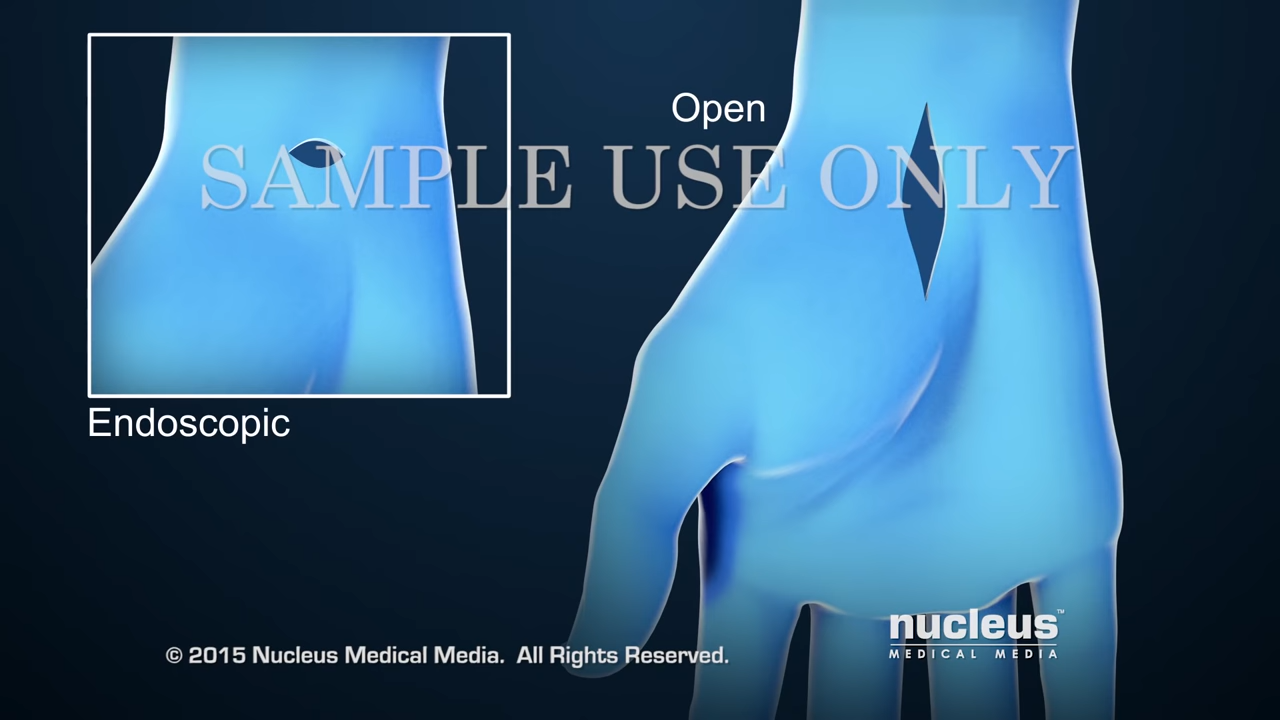 Open
SAMPLE USE ONLY
Endoscopic
© 2015 Nucleus Medical Media. All Rights Reserved.
nucleus™
MEDICAL MEDIA